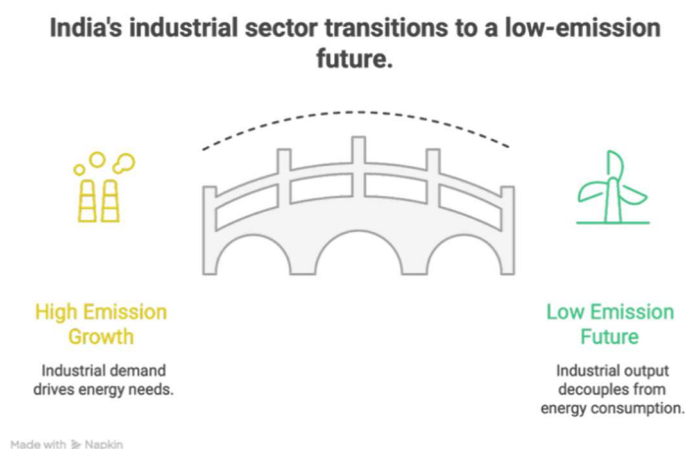 India's industrial sector transitions to a low-emission
future.
High Emission
Growth
Industrial demand
drives energy needs.
Low Emission
Future
Industrial output
decouples from
energy consumption.
Made with Napkin